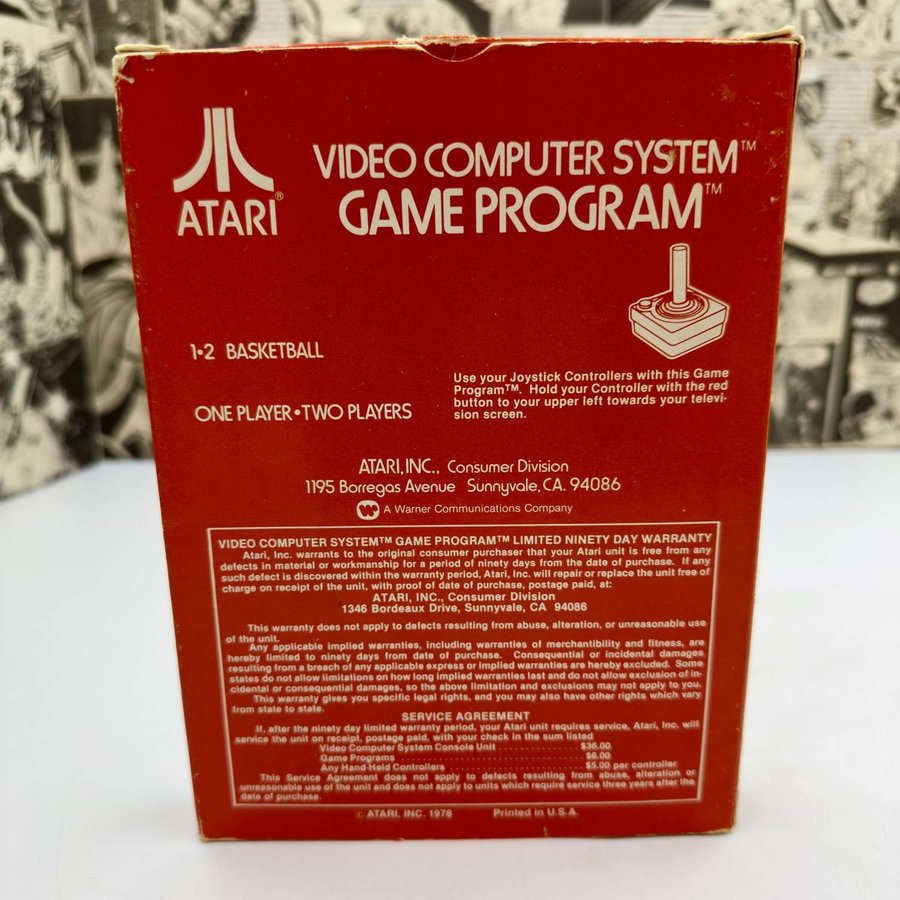 VIDEO COMPUTER SYSTEM™
GAME PROGRAM™
ATARI®
1•2 BASKETBALL
Use your Joystick Controllers with this Game
Program™. Hold your Controller with the red
button to your upper left towards your televi-
sion screen.
ONE PLAYER•TWO PLAYERS
ATARI, INC., Consumer Division
1195 Borregas Avenue Sunnyvale, CA. 94086
A Warner Communications Company
VIDEO COMPUTER SYSTEM™ GAME PROGRAM™ LIMITED NINETY DAY WARRANTY
Atari, Inc. warrants to the original consumer purchaser that your Atari unit is free from any
defects in material or workmanship for a period of ninety days from the date of purchase. If any
such defect is discovered within the warranty period, Atari, Inc. will repair or replace the unit free of
charge on receipt of the unit, with proof of date of purchase, postage paid, at:
ATARI, INC., Consumer Division
1346 Bordeaux Drive, Sunnyvale, CA 94086
This warranty does not apply to defects resulting from abuse, alteration, or unreasonable use
of the unit.
Any applicable implied warranties, including warranties of merchantibility and fitness, are
hereby limited to ninety days from date of purchase. Consequential or incidental damages
resulting from a breach of any applicable express or implied warranties are hereby excluded. Some
states do not allow limitations on how long implied warranties last and do not allow exclusion of in-
cidental or consequential damages, so the above limitation and exclusions may not apply to you.
This warranty gives you specific legal rights, and you may also have other rights which vary
from state to state.
SERVICE AGREEMENT
If, after the ninety day limited warranty period, your Atari unit requires service, Atari, Inc. will
service the unit on receipt, postage paid, with your check in the sum listed
Video Computer System Console Unit . . . . . . . . . . . . $36.00
Game Programs . . . . . . . . . . . . . . . . . . . . . . . . . . $6.00
Any Hand-Held Controllers . . . . . . . . . . . . . . . . . . $5.00 per controller
This Service Agreement does not apply to defects resulting from abuse, alteration or
unreasonable use of the unit and does not apply to units which require service three years after the
date of purchase.
© ATARI, INC. 1978 Printed in U.S.A.